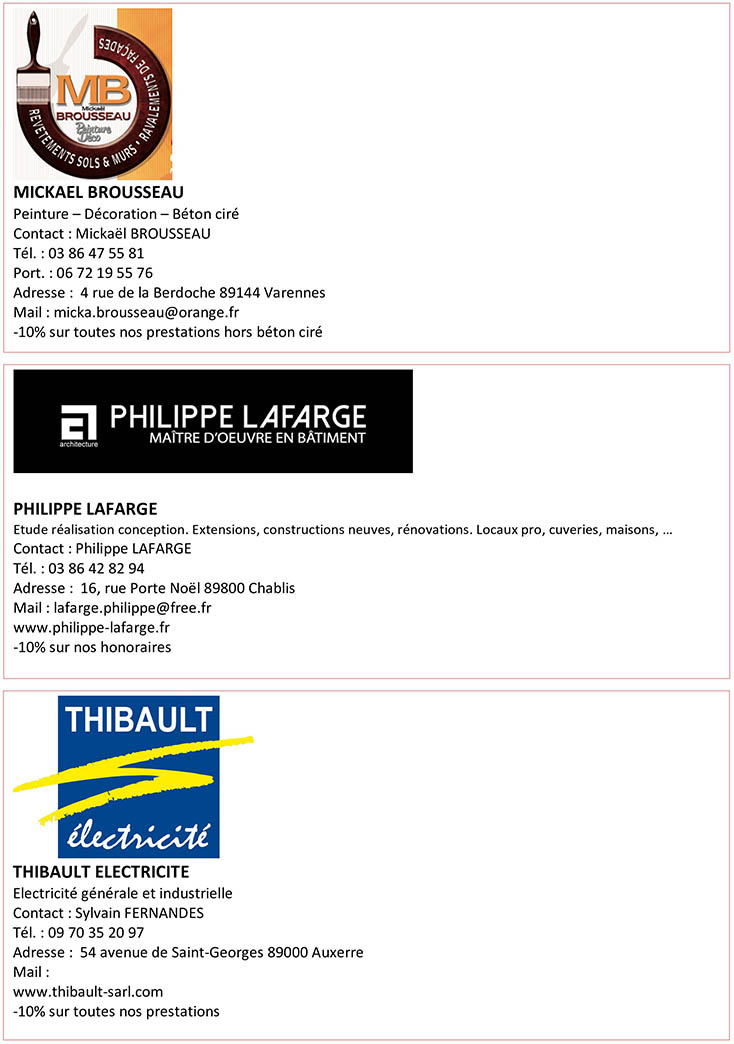 MB
Mickaël
BROUSSEAU
Peinture
Déco
REVETEMENTS SOLS & MURS • RAVALEMENTS DE FAÇADES
MICKAEL BROUSSEAU
Peinture – Décoration – Béton ciré
Contact : Mickaël BROUSSEAU
Tél. : 03 86 47 55 81
Port. : 06 72 19 55 76
Adresse :  4 rue de la Berdoche 89144 Varennes
Mail : micka.brousseau@orange.fr
-10% sur toutes nos prestations hors béton ciré
architecture
PHILIPPE LAFARGE
MAÎTRE D'OEUVRE EN BÂTIMENT
PHILIPPE LAFARGE
Etude réalisation conception. Extensions, constructions neuves, rénovations. Locaux pro, cuveries, maisons, …
Contact : Philippe LAFARGE
Tél. : 03 86 42 82 94
Adresse :  16, rue Porte Noël 89800 Chablis
Mail : lafarge.philippe@free.fr
www.philippe-lafarge.fr
-10% sur nos honoraires
THIBAULT
électricité
THIBAULT ELECTRICITE
Electricité générale et industrielle
Contact : Sylvain FERNANDES
Tél. : 09 70 35 20 97
Adresse :  54 avenue de Saint-Georges 89000 Auxerre
Mail :
www.thibault-sarl.com
-10% sur toutes nos prestations